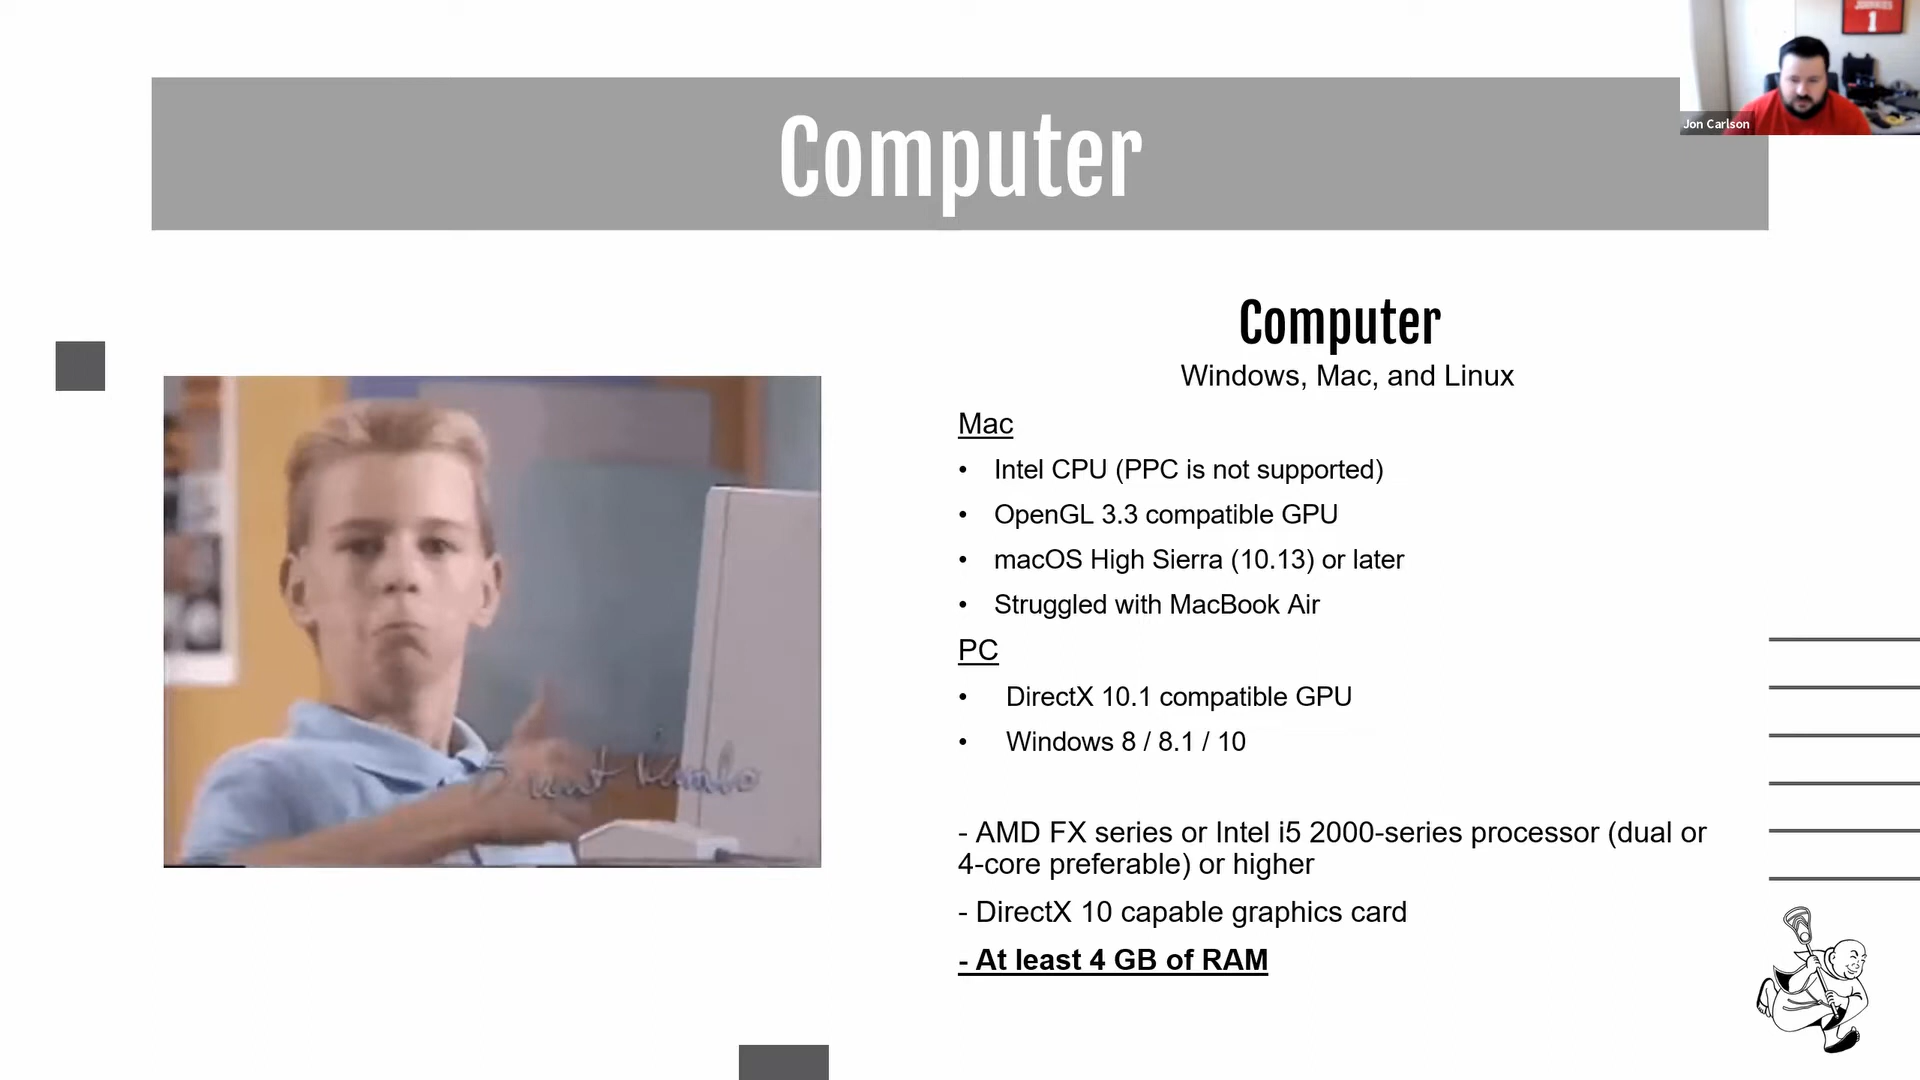 JUNKIES
1
Jon Carlson
Computer
Computer
Windows, Mac, and Linux
Mac
• Intel CPU (PPC is not supported)
• OpenGL 3.3 compatible GPU
• macOS High Sierra (10.13) or later
• Struggled with MacBook Air
PC
• DirectX 10.1 compatible GPU
• Windows 8 / 8.1 / 10
- AMD FX series or Intel i5 2000-series processor (dual or
4-core preferable) or higher
- DirectX 10 capable graphics card
- At least 4 GB of RAM